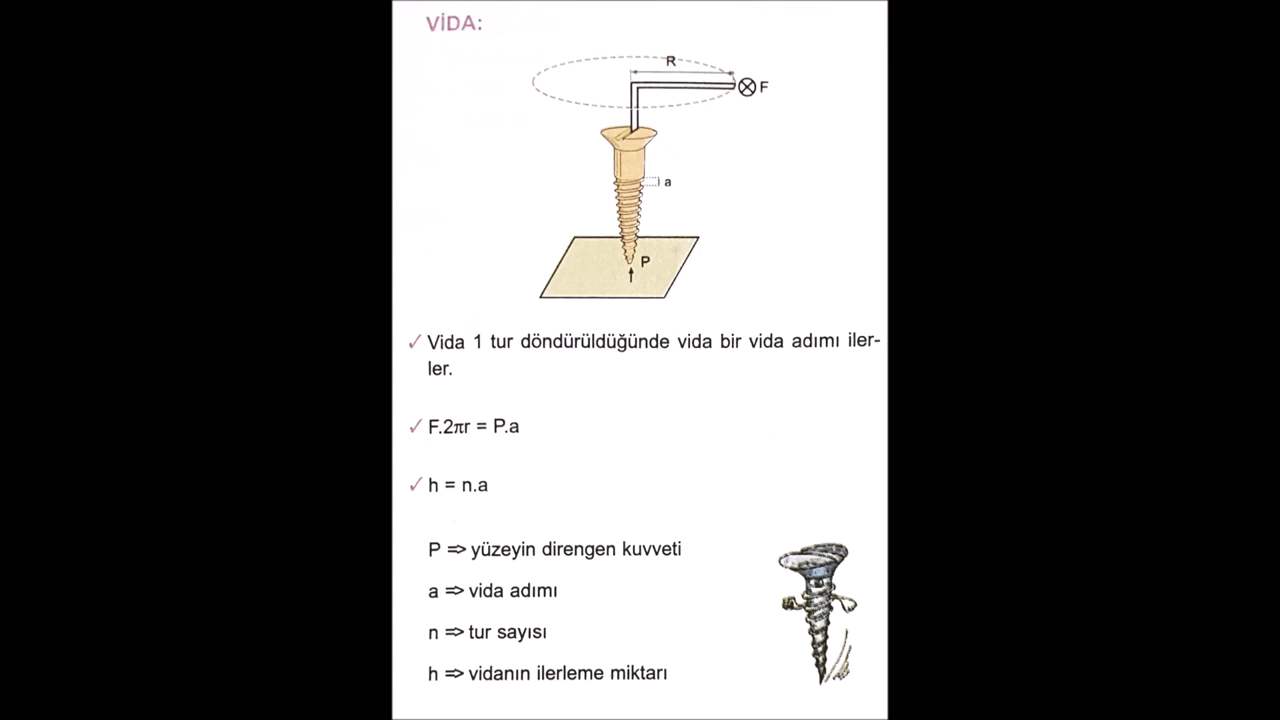 VİDA:
R
F
a
P
✓ Vida 1 tur döndürüldüğünde vida bir vida adımı iler-
ler.
✓ F.2πr = P.a
✓ h = n.a
P => yüzeyin direngen kuvveti
a => vida adımı
n => tur sayısı
h => vidanın ilerleme miktarı